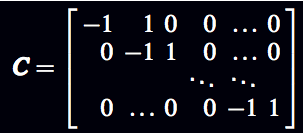 −1 1 0 0 ... 0
0 −1 1 0 ... 0
C =
⋱ ⋱
0 ... 0 0 −1 1